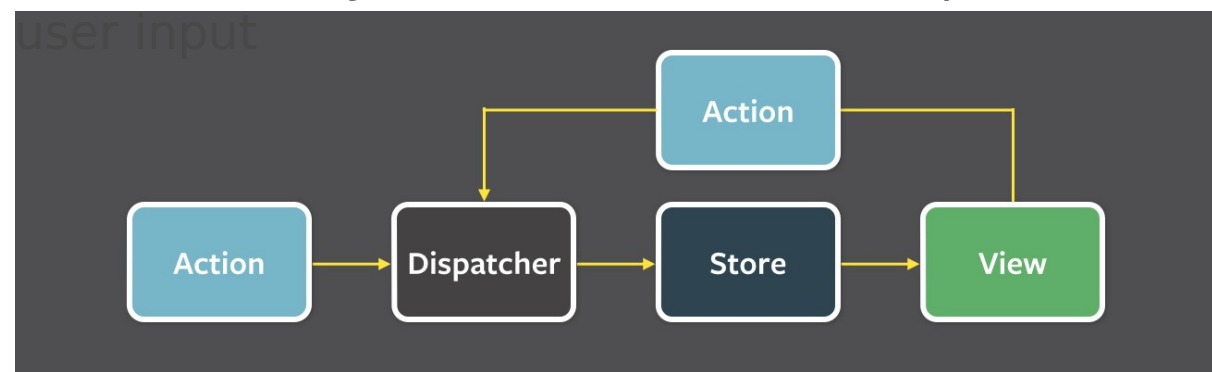 user input
Action
Action
Dispatcher
Store
View